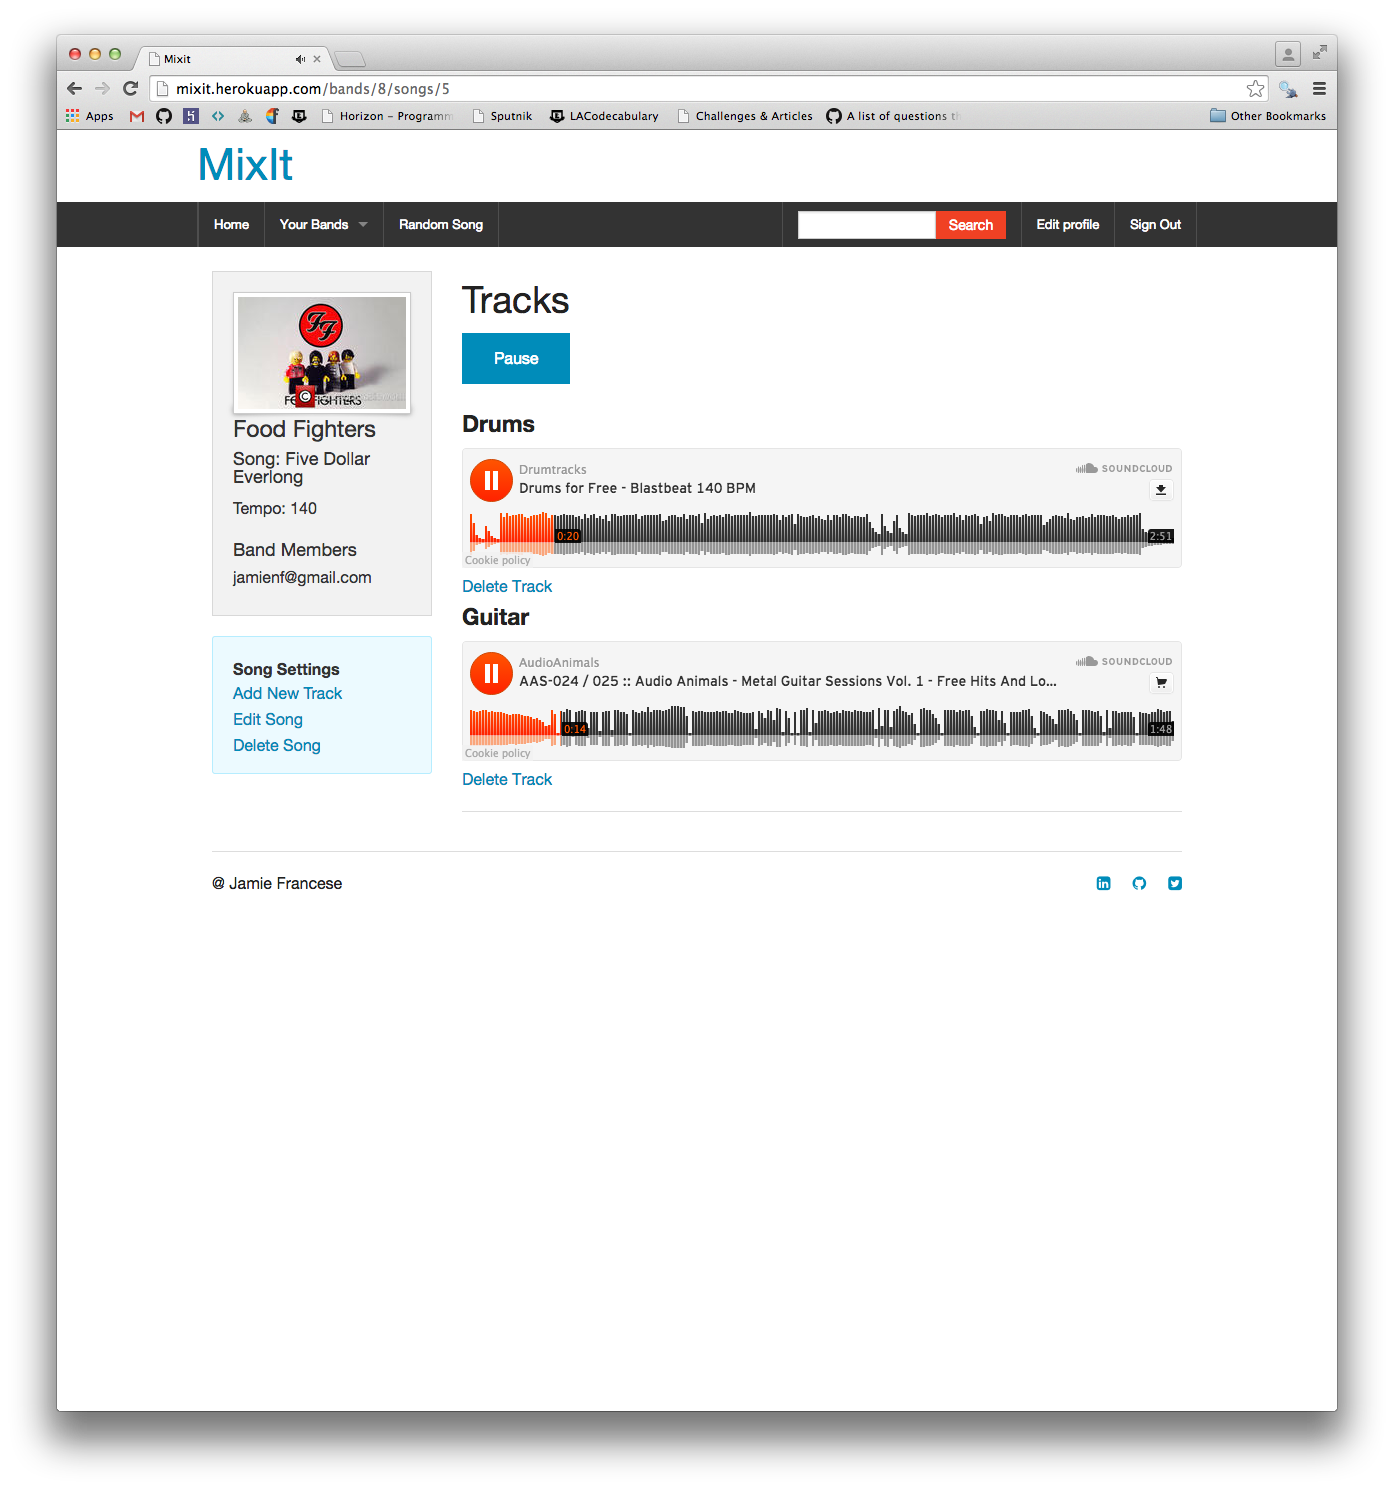 Mixit
mixit.herokuapp.com/bands/8/songs/5
Apps
Horizon – Programm
Sputnik
LACodecabulary
Challenges & Articles
A list of questions th
Other Bookmarks
MixIt
Home
Your Bands
Random Song
Search
Edit profile
Sign Out
FF
FIGHTERS
Food Fighters
Song: Five Dollar
Everlong
Tempo: 140
Band Members
jamienf@gmail.com
Song Settings
Add New Track
Edit Song
Delete Song
Tracks
Pause
Drums
Drumtracks
SOUNDCLOUD
Drums for Free - Blastbeat 140 BPM
0:20
2:51
Cookie policy
Delete Track
Guitar
AudioAnimals
SOUNDCLOUD
AAS-024 / 025 :: Audio Animals - Metal Guitar Sessions Vol. 1 - Free Hits And Lo...
0:14
1:48
Cookie policy
Delete Track
@ Jamie Francese